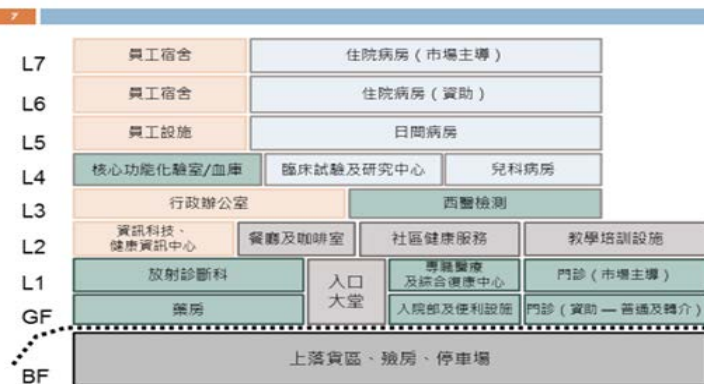 7
L7 員工宿舍 住院病房（市場主導）
L6 員工宿舍 住院病房（資助）
L5 員工設施 日間病房
L4 核心功能化驗室/血庫 臨床試驗及研究中心 兒科病房
L3 行政辦公室 西醫檢測
L2 資訊科技、
健康資訊中心 餐廳及咖啡室 社區健康服務 教學培訓設施
L1 放射診斷科 入口
大堂 專職醫療
及綜合復康中心 門診（市場主導）
GF 藥房 入院部及便利設施 門診（資助 — 普通及轉介）
BF 上落貨區、殮房、停車場